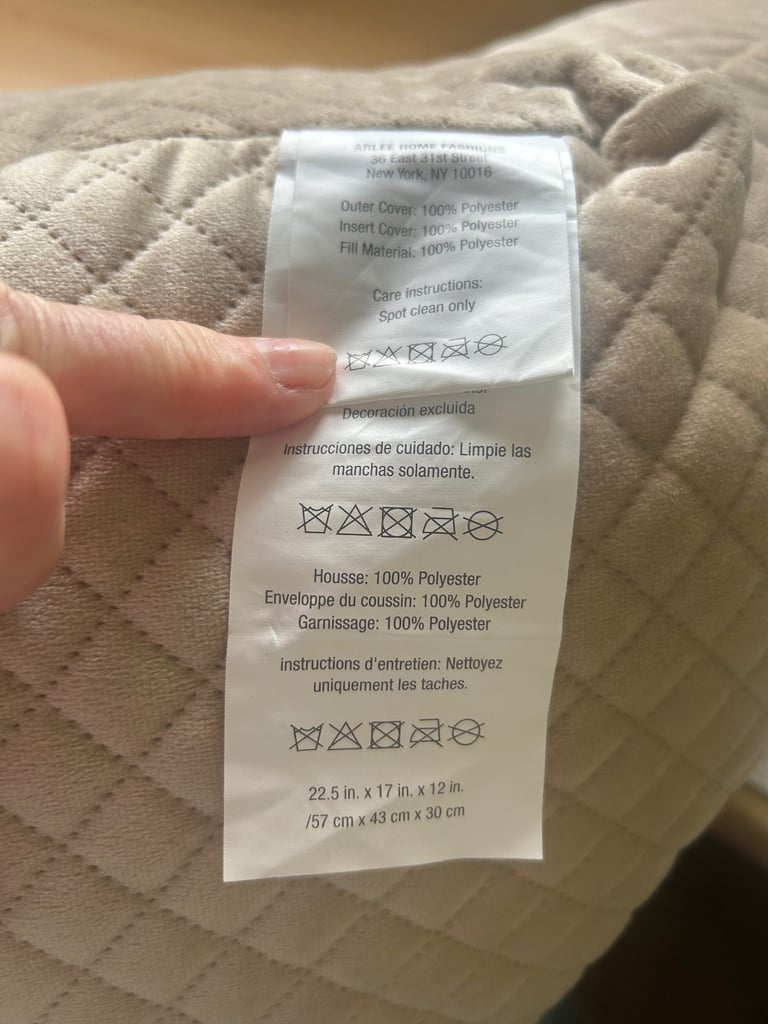 ARLEE HOME FASHIONS
36 East 31st Street
New York, NY 10016
Outer Cover: 100% Polyester
Insert Cover: 100% Polyester
Fill Material: 100% Polyester
Care instructions:
Spot clean only
Decoración excluida
Instrucciones de cuidado: Limpie las
manchas solamente.
Housse: 100% Polyester
Enveloppe du coussin: 100% Polyester
Garnissage: 100% Polyester
instructions d'entretien: Nettoyez
uniquement les taches.
22.5 in. x 17 in. x 12 in.
/57 cm x 43 cm x 30 cm